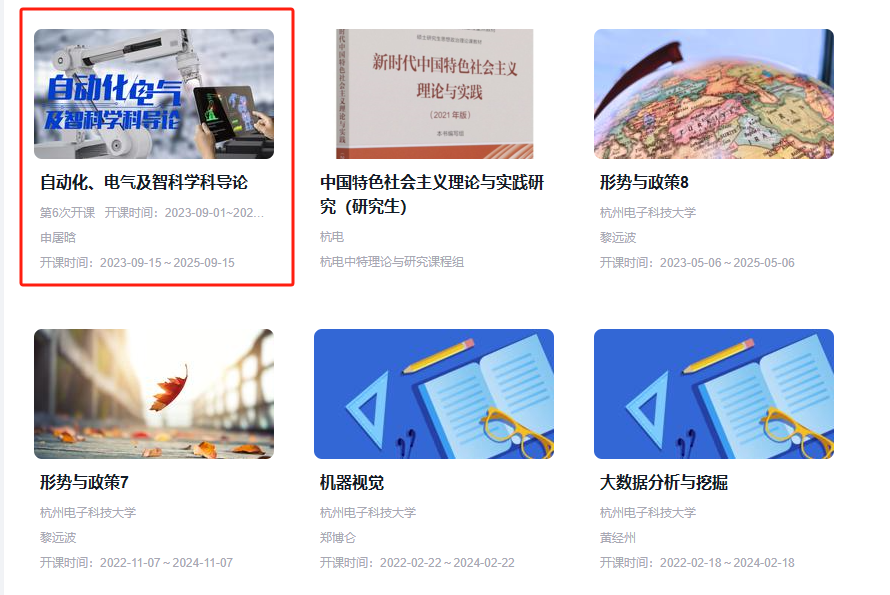 自动化电气
及智科学科导论
自动化、电气及智科学科导论
第6次开课 开课时间：2023-09-01~202...
申屠晗
开课时间：2023-09-15～2025-09-15
新时代中国特色社会主义
理论与实践
（2021年版）
本书编写组
中国特色社会主义理论与实践研
究（研究生）
杭电
杭电中特理论与研究课程组
形势与政策8
杭州电子科技大学
黎远波
开课时间：2023-05-06～2025-05-06
形势与政策7
杭州电子科技大学
黎远波
开课时间：2022-11-07～2024-11-07
机器视觉
杭州电子科技大学
郑博仑
开课时间：2022-02-22～2024-02-22
大数据分析与挖掘
杭州电子科技大学
黄经州
开课时间：2022-02-18～2024-02-18